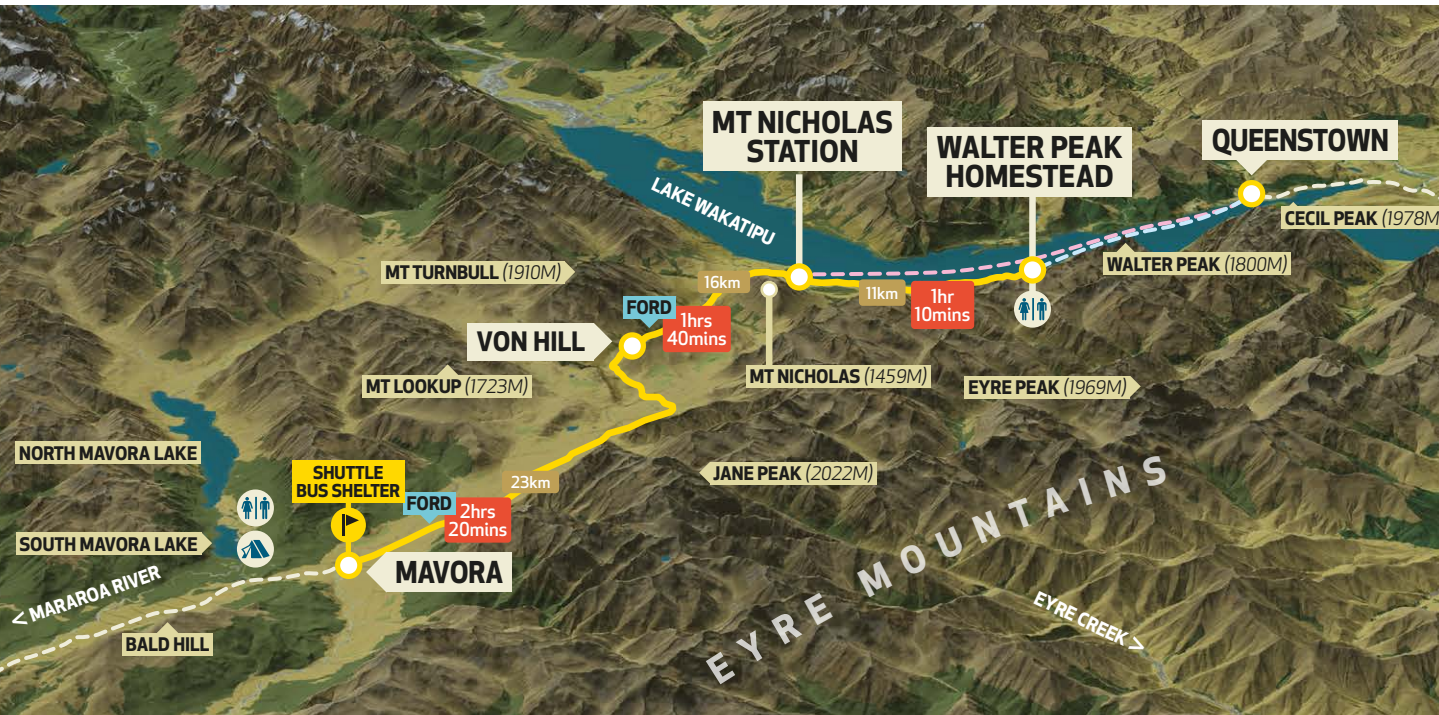 MT NICHOLAS
STATION
WALTER PEAK
HOMESTEAD
QUEENSTOWN
LAKE WAKATIPU
CECIL PEAK (1978M
WALTER PEAK (1800M)
MT TURNBULL (1910M)
16km
11km
1hr
10mins
FORD
1hrs
40mins
VON HILL
MT LOOKUP (1723M)
MT NICHOLAS (1459M)
EYRE PEAK (1969M)
NORTH MAVORA LAKE
SHUTTLE
BUS SHELTER
FORD
2hrs
20mins
23km
JANE PEAK (2022M)
SOUTH MAVORA LAKE
MAVORA
< MARAROA RIVER
BALD HILL
EYRE MOUNTAINS
EYRE CREEK >